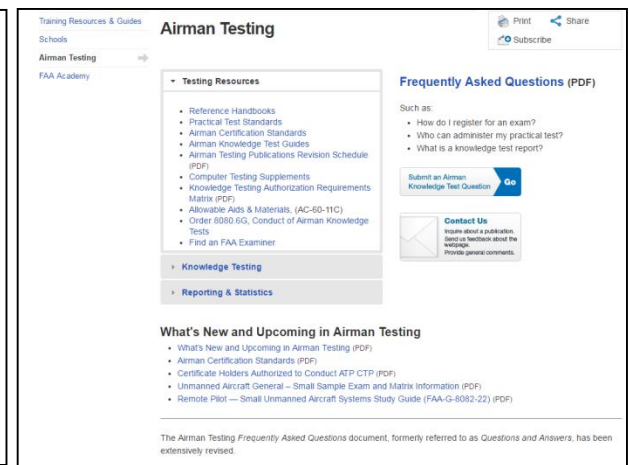 Training Resources & Guides
Schools
Airman Testing
FAA Academy
Airman Testing
Print
Share
Subscribe
Testing Resources
• Reference Handbooks
• Practical Test Standards
• Airman Certification Standards
• Airman Knowledge Test Guides
• Airman Testing Publications Revision Schedule
(PDF)
• Computer Testing Supplements
• Knowledge Testing Authorization Requirements
Matrix (PDF)
• Allowable Aids & Materials, (AC-60-11C)
• Order 8080.6G, Conduct of Airman Knowledge
Tests
• Find an FAA Examiner
Knowledge Testing
Reporting & Statistics
Frequently Asked Questions (PDF)
Such as:
• How do I register for an exam?
• Who can administer my practical test?
• What is a knowledge test report?
Submit an Airman
Knowledge Test Question
Go
Contact Us
Inquire about a publication.
Send us feedback about the
webpage.
Provide general comments.
What's New and Upcoming in Airman Testing
• What's New and Upcoming in Airman Testing (PDF)
• Airman Certification Standards (PDF)
• Certificate Holders Authorized to Conduct ATP CTP (PDF)
• Unmanned Aircraft General – Small Sample Exam and Matrix Information (PDF)
• Remote Pilot — Small Unmanned Aircraft Systems Study Guide (FAA-G-8082-22) (PDF)
The Airman Testing Frequently Asked Questions document, formerly referred to as Questions and Answers, has been
extensively revised.